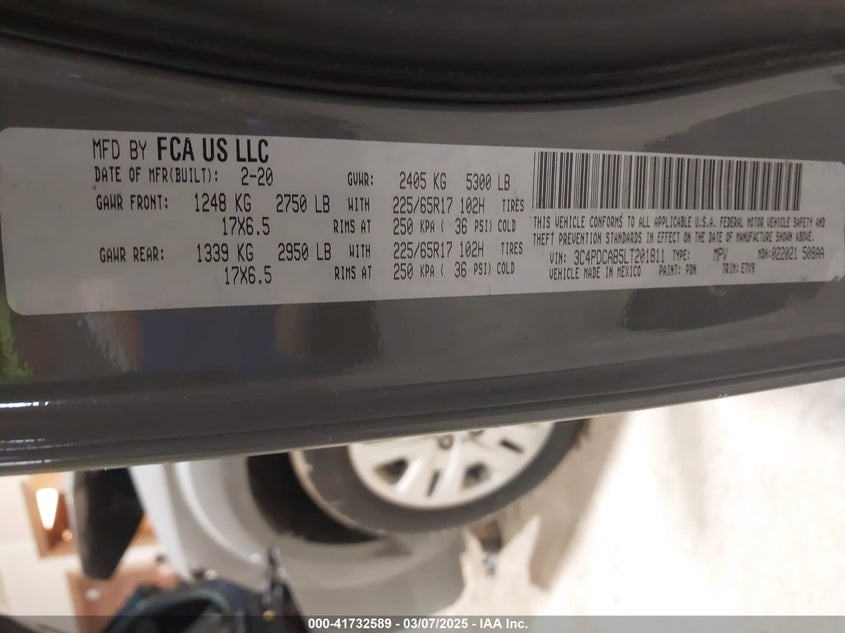 MFD BY FCA US LLC
DATE OF MFR(BUILT): 2-20 GVWR: 2405 KG 5300 LB
GAWR FRONT: 1248 KG 2750 LB WITH 225/65R17 102H TIRES
17X6.5 RIMS AT 250 KPA ( 36 PSI) COLD
GAWR REAR: 1339 KG 2950 LB WITH 225/65R17 102H TIRES
17X6.5 RIMS AT 250 KPA ( 36 PSI) COLD
THIS VEHICLE CONFORMS TO ALL APPLICABLE U.S.A. FEDERAL MOTOR VEHICLE SAFETY AND
THEFT PREVENTION STANDARDS IN EFFECT ON THE DATE OF MANUFACTURE SHOWN ABOVE.
VIN: 3C4PDCAB5LT201811 TYPE: MPV MDH:022021 508AA
VEHICLE MADE IN MEXICO PAINT: PDN TRIM: E7X9
000-41732589 - 03/07/2025 - IAA Inc.